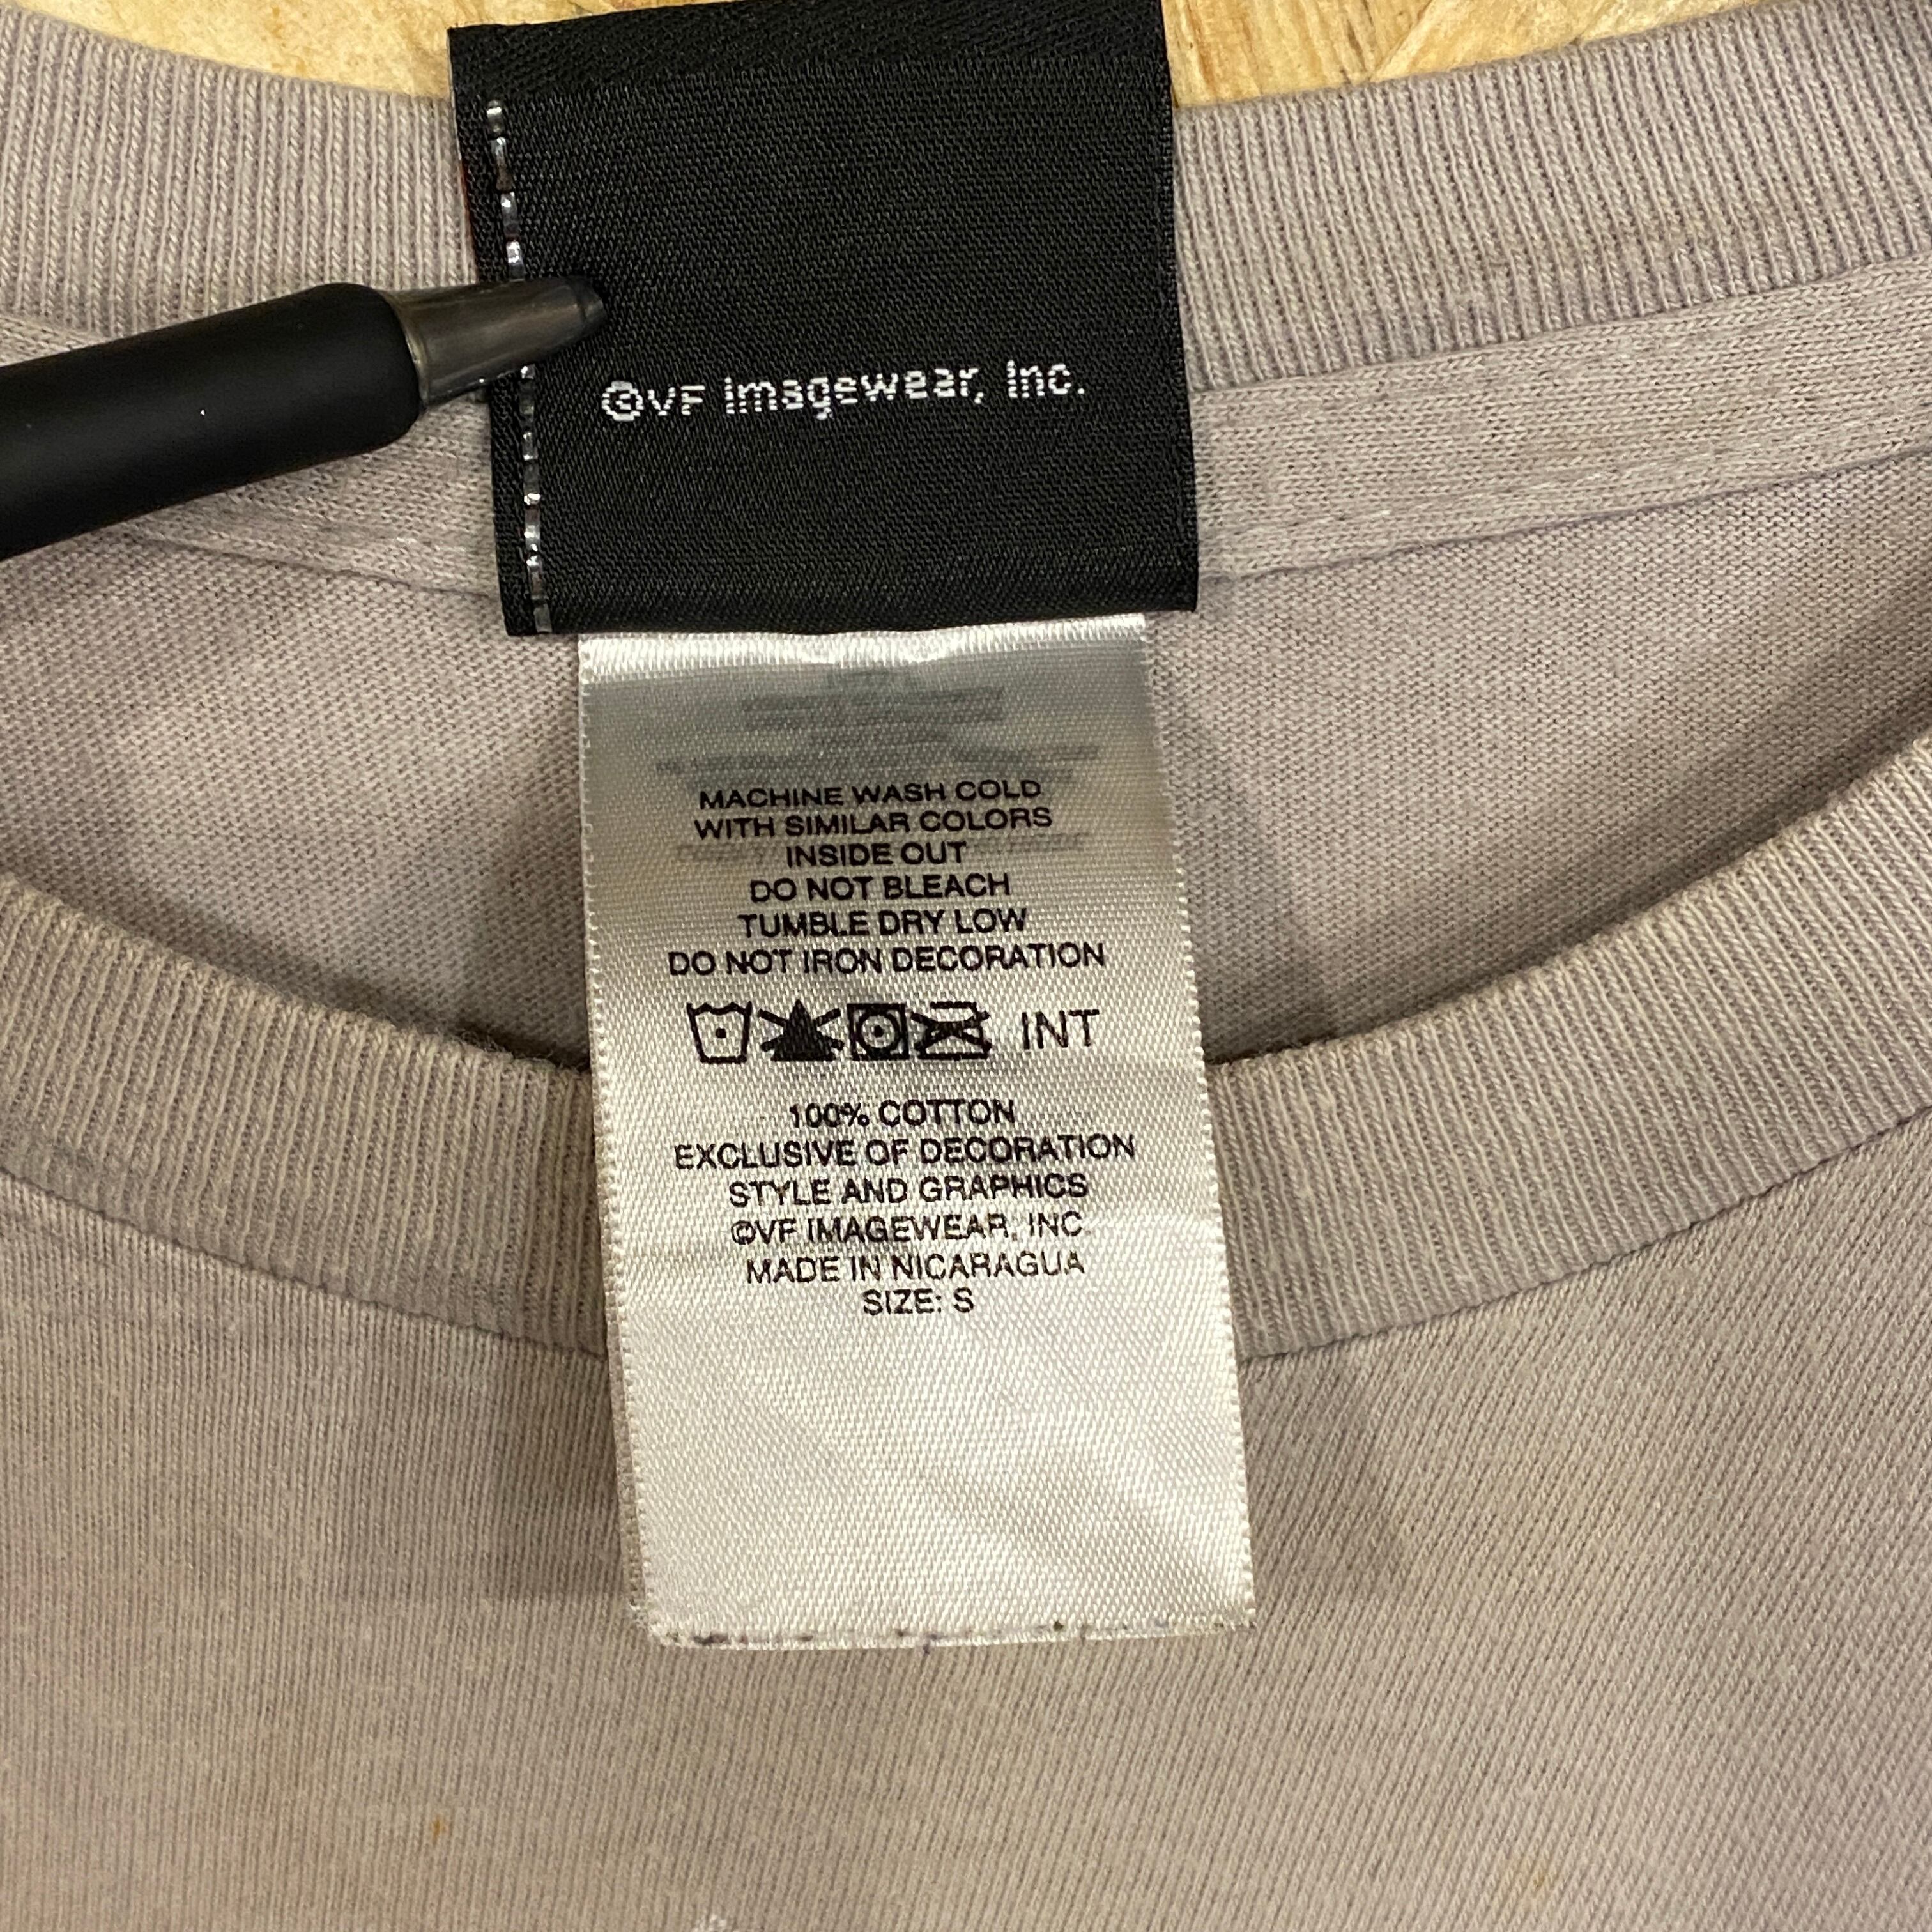 ©VF Imagewear, Inc.
MACHINE WASH COLD
WITH SIMILAR COLORS
INSIDE OUT
DO NOT BLEACH
TUMBLE DRY LOW
DO NOT IRON DECORATION
INT
100% COTTON
EXCLUSIVE OF DECORATION
STYLE AND GRAPHICS
©VF IMAGEWEAR, INC
MADE IN NICARAGUA
SIZE: S